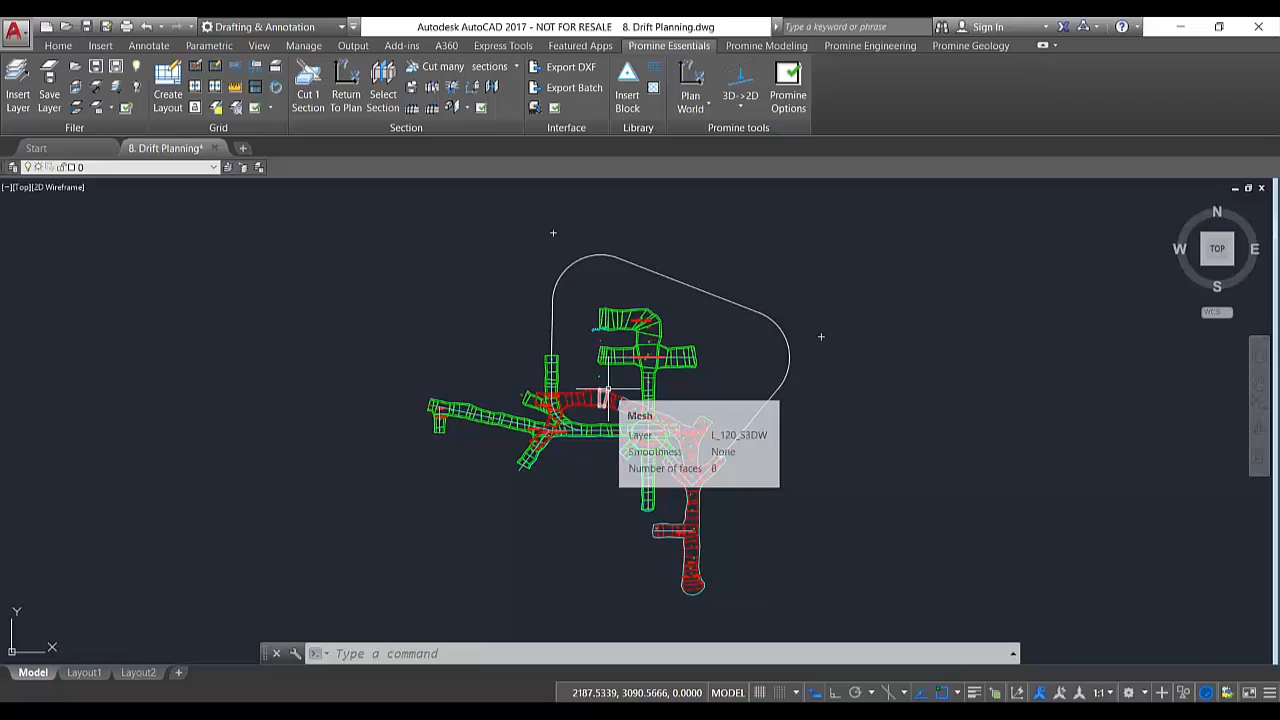 Drafting & Annotation
Autodesk AutoCAD 2017 - NOT FOR RESALE 8. Drift Planning.dwg
Type a keyword or phrase
Sign In
Home Insert Annotate Parametric View Manage Output Add-ins A360 Express Tools Featured Apps Promine Essentials Promine Modeling Promine Engineering Promine Geology
Insert Layer
Save Layer
Create Layout
Cut 1 Section
Return To Plan
Select Section
Cut many sections
Export DXF
Export Batch
Insert Block
Plan World
3D->2D
Promine Options
Filer Grid Section Interface Library Promine tools
Start 8. Drift Planning*
0
[−][Top][2D Wireframe]
N
W TOP E
S
WCS
Mesh
Layer L_120_S3DW
Smoothness None
Number of faces 8
Y
X
Type a command
Model Layout1 Layout2
2187.5339, 3090.5666, 0.0000 MODEL 1:1